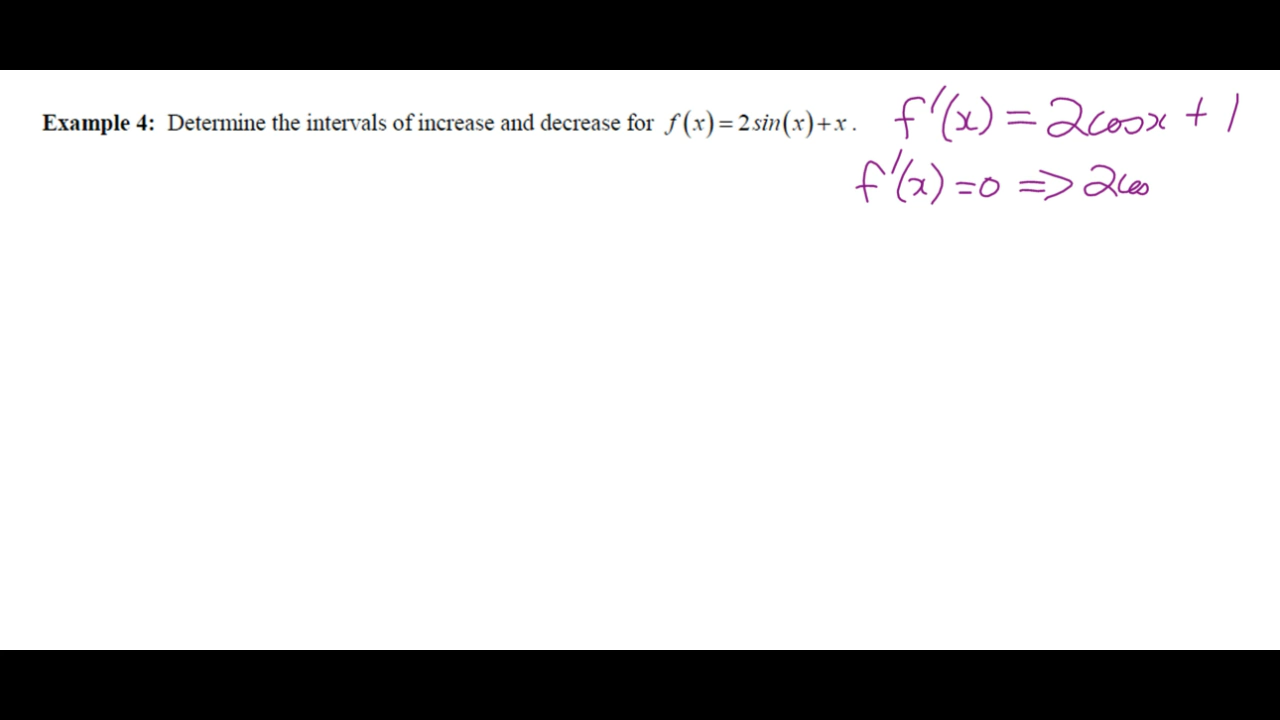 Example 4: Determine the intervals of increase and decrease for f(x)=2sin(x)+x. f'(x) = 2cosx + 1
f'(x) =0 => 2cos